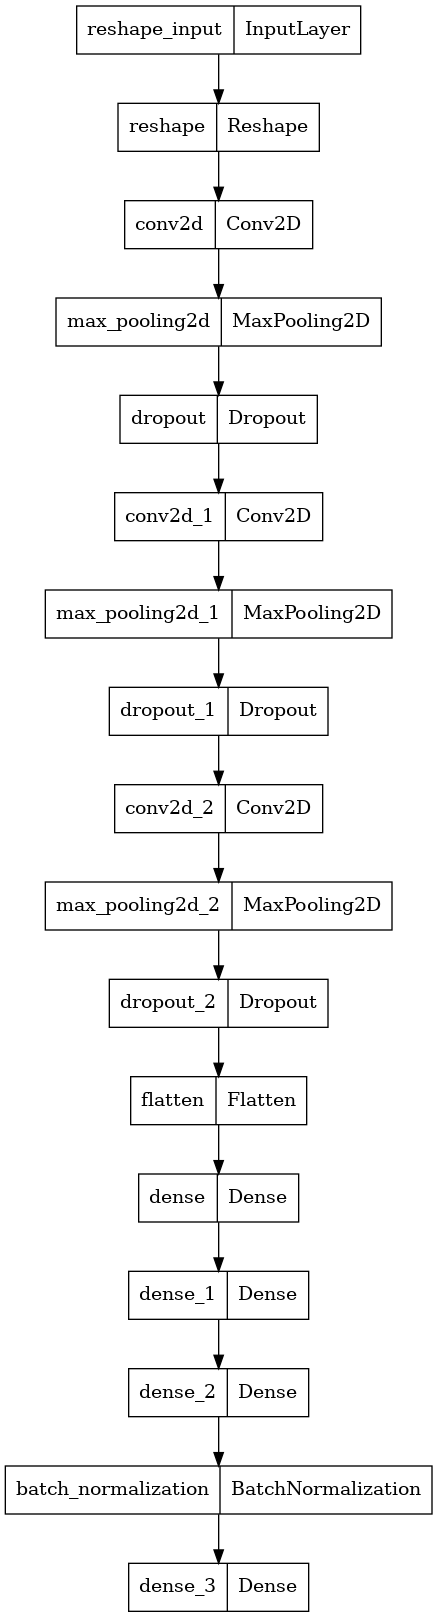 reshape_input InputLayer
reshape Reshape
conv2d Conv2D
max_pooling2d MaxPooling2D
dropout Dropout
conv2d_1 Conv2D
max_pooling2d_1 MaxPooling2D
dropout_1 Dropout
conv2d_2 Conv2D
max_pooling2d_2 MaxPooling2D
dropout_2 Dropout
flatten Flatten
dense Dense
dense_1 Dense
dense_2 Dense
batch_normalization BatchNormalization
dense_3 Dense